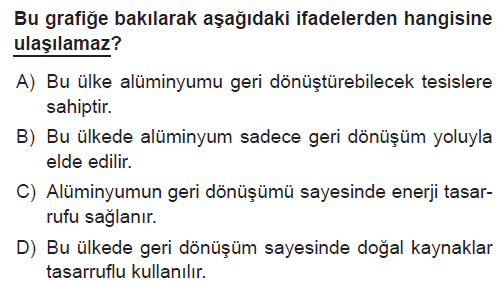 Bu grafiğe bakılarak aşağıdaki ifadelerden hangisine
ulaşılamaz?
A) Bu ülke alüminyumu geri dönüştürebilecek tesislere
sahiptir.
B) Bu ülkede alüminyum sadece geri dönüşüm yoluyla
elde edilir.
C) Alüminyumun geri dönüşümü sayesinde enerji tasar-
rufu sağlanır.
D) Bu ülkede geri dönüşüm sayesinde doğal kaynaklar
tasarruflu kullanılır.